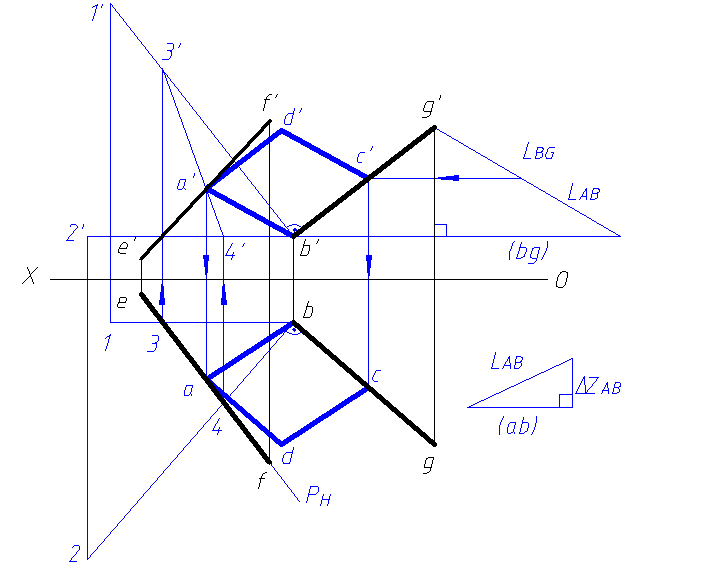 1'
3'
f'
d'
g'
c'
LBG
a'
LAB
2'
e'
4'
b'
(bg)
X
O
e
b
1
3
LAB
a
c
ΔZAB
4
(ab)
d
g
f
PH
2